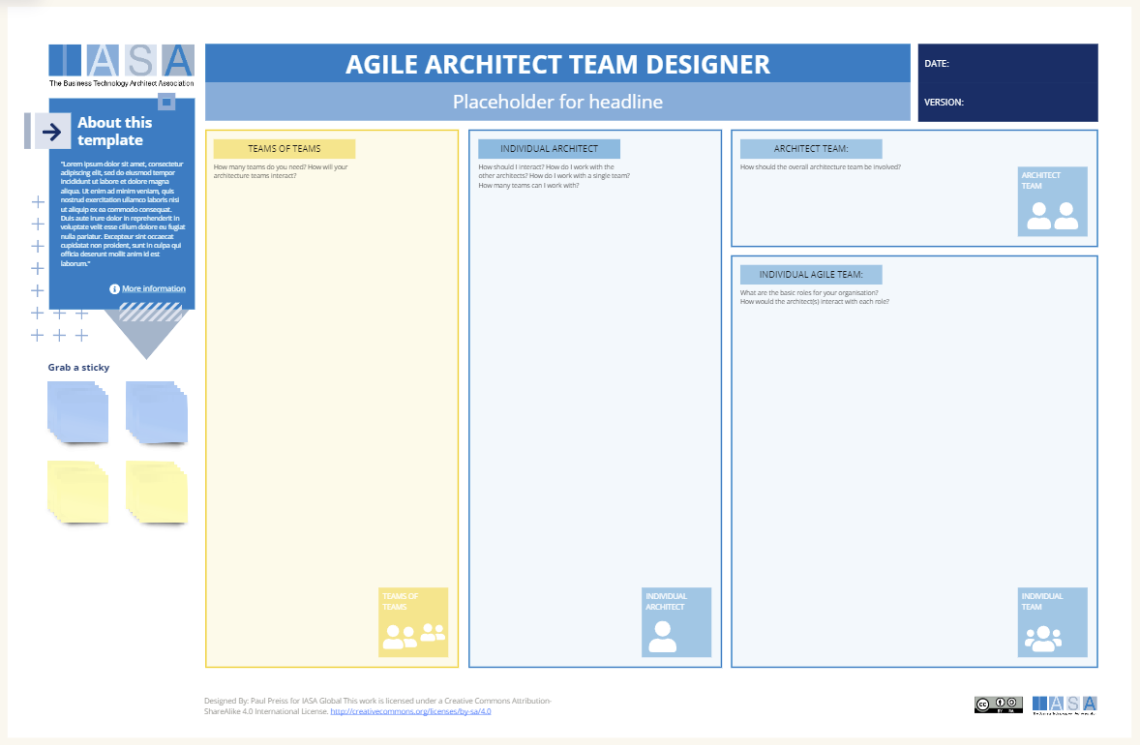 IASA
The Business Technology Architect Association
AGILE ARCHITECT TEAM DESIGNER
Placeholder for headline
DATE:
VERSION:
About this
template
"Lorem ipsum dolor sit amet, consectetur
adipiscing elit, sed do eiusmod tempor
incididunt ut labore et dolore magna
aliqua. Ut enim ad minim veniam, quis
nostrud exercitation ullamco laboris nisi
ut aliquip ex ea commodo consequat.
Duis aute irure dolor in reprehenderit in
voluptate velit esse cillum dolore eu fugiat
nulla pariatur. Excepteur sint occaecat
cupidatat non proident, sunt in culpa qui
officia deserunt mollit anim id est
laborum."
More information
Grab a sticky
TEAMS OF TEAMS
How many teams do you need? How will your
architecture teams interact?
TEAMS OF
TEAMS
INDIVIDUAL ARCHITECT
How should I interact? How do I work with the
other architects? How do I work with a single team?
How many teams can I work with?
INDIVIDUAL
ARCHITECT
ARCHITECT TEAM:
How should the overall architecture team be involved?
ARCHITECT
TEAM
INDIVIDUAL AGILE TEAM:
What are the basic roles for your organisation?
How would the architect(s) interact with each role?
INDIVIDUAL
TEAM
Designed By: Paul Preiss for IASA Global This work is licensed under a Creative Commons Attribution-
ShareAlike 4.0 International License. http://creativecommons.org/licenses/by-sa/4.0
cc
BY SA
IASA